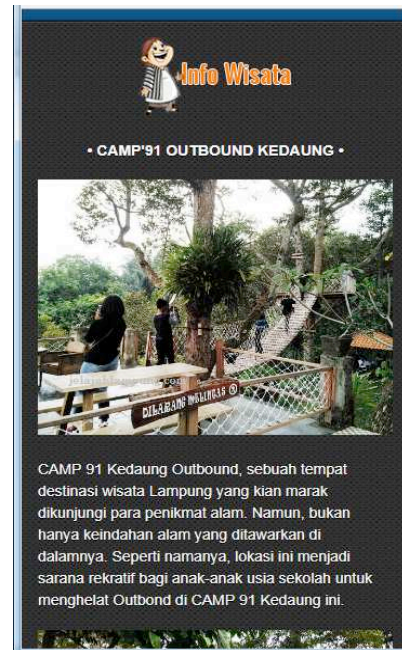 Info Wisata
• CAMP'91 OUTBOUND KEDAUNG •
jelajahlampung.com
DILARANG MELINTAS
CAMP 91 Kedaung Outbound, sebuah tempat
destinasi wisata Lampung yang kian marak
dikunjungi para penikmat alam. Namun, bukan
hanya keindahan alam yang ditawarkan di
dalamnya. Seperti namanya, lokasi ini menjadi
sarana rekratif bagi anak-anak usia sekolah untuk
menghelat Outbond di CAMP 91 Kedaung ini.